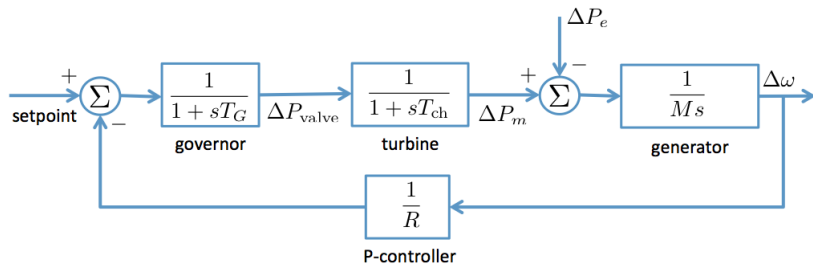 ΔP_e
+
Σ
−
setpoint
1
1 + sT_G
governor
ΔP_valve
1
1 + sT_ch
turbine
ΔP_m
+
−
Σ
1
Ms
generator
Δω
1
R
P-controller